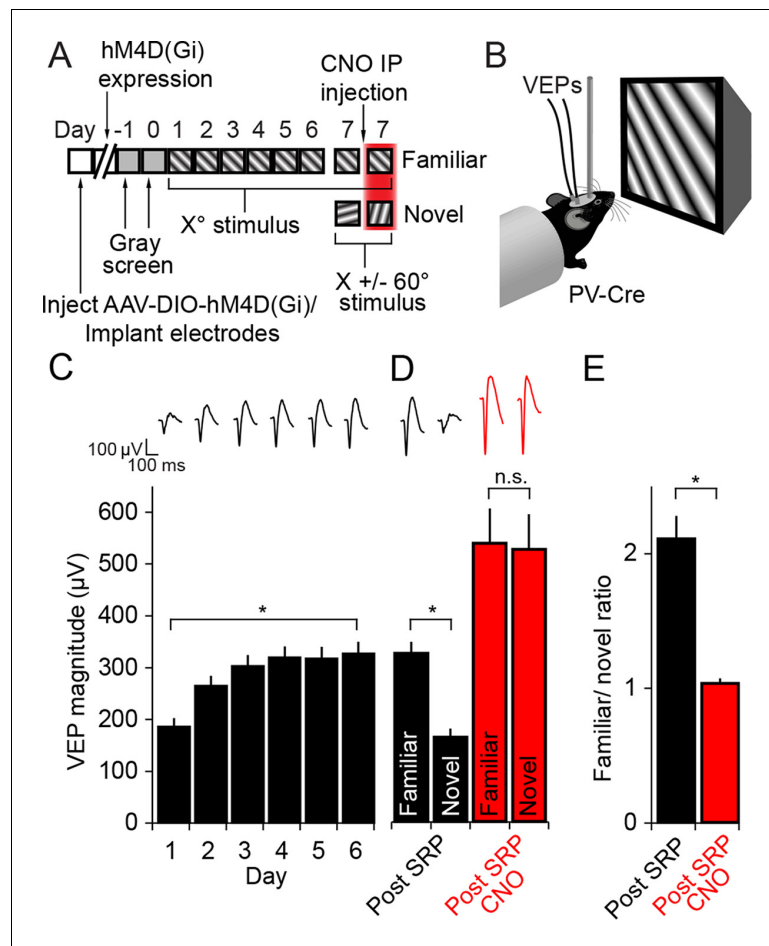 A
hM4D(Gi)
expression
CNO IP
injection
Day -1 0 1 2 3 4 5 6 7 7
Familiar
Novel
X° stimulus
Gray
screen
X +/- 60°
stimulus
Inject AAV-DIO-hM4D(Gi)/
Implant electrodes
B
VEPs
PV-Cre
C
100 µV
100 ms
VEP magnitude (µV)
600
500
400
300
200
100
0
*
1 2 3 4 5 6
Day
D
n.s.
*
Familiar
Novel
Familiar
Novel
Post SRP
Post SRP
CNO
E
*
Familiar/ novel ratio
2
1
0
Post SRP
Post SRP
CNO